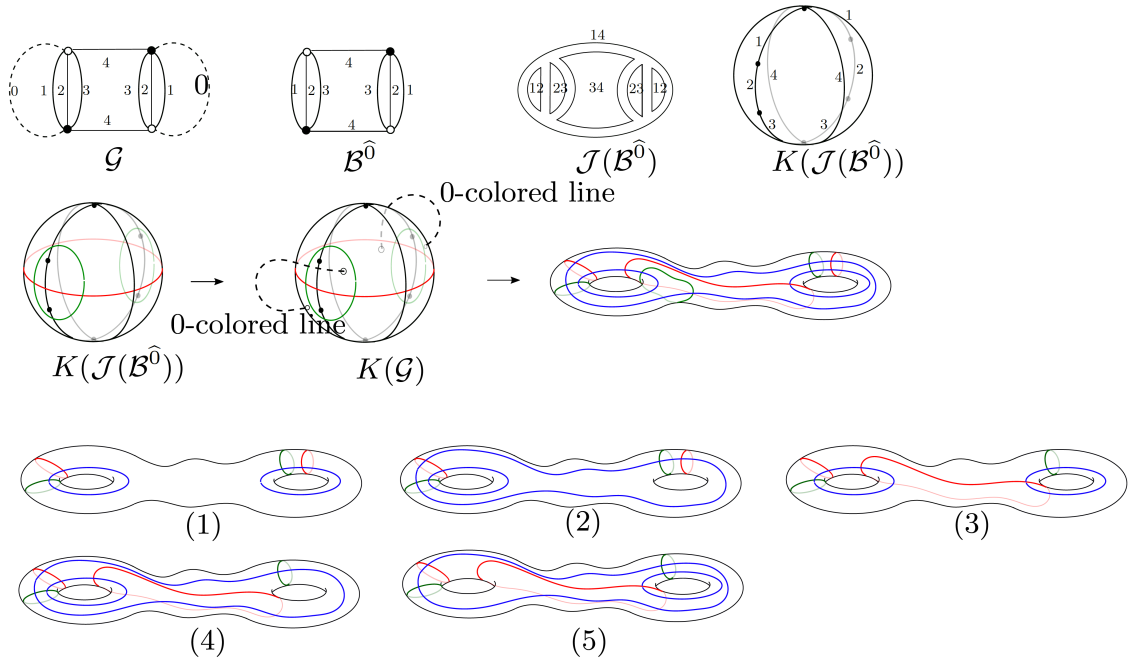 4
0 1 2 3 3 2 1 0
4
𝒢
4
1 2 3 3 2 1
4
ℬ^0̂
14
12 23 34 23 12
𝒥(ℬ^0̂)
1
1
4 4 2
2
3 3
K(𝒥(ℬ^0̂))
0-colored line
0-colored line
K(𝒥(ℬ^0̂))
K(𝒢)
(1)
(2)
(3)
(4)
(5)